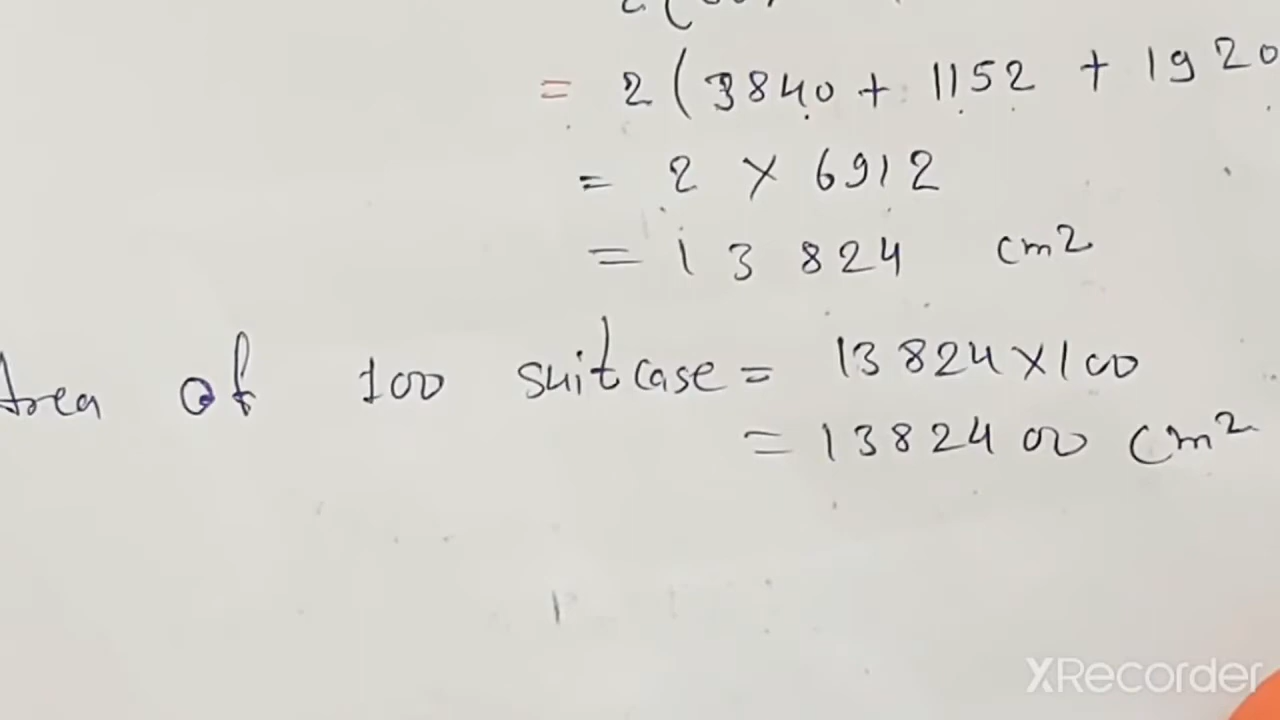 = 2 ( 3840 + 1152 + 1920
= 2 × 6912
= 13824 cm2
Area of 100 suitcase = 13824 × 100
= 1382400 cm²
XRecorder